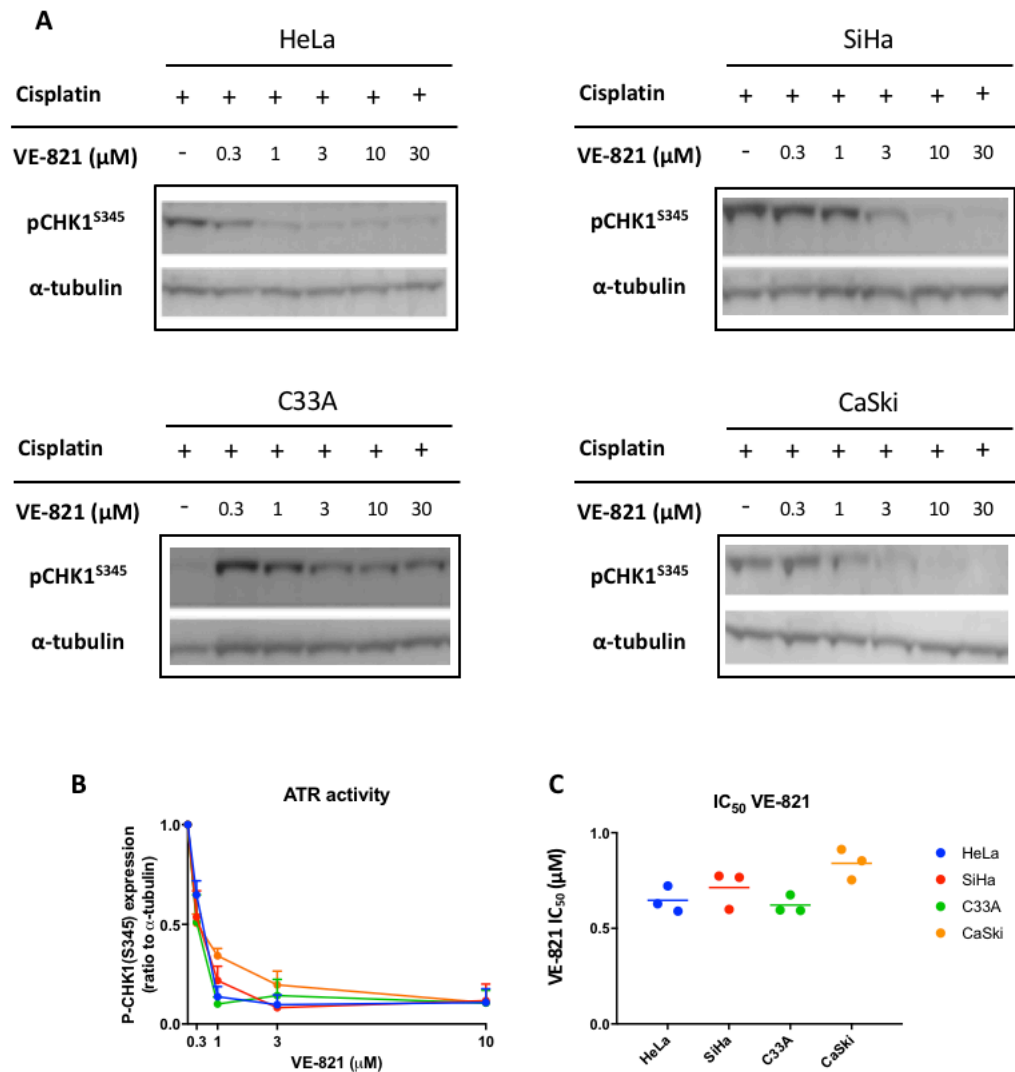 A
HeLa
Cisplatin + + + + + +
VE-821 (μM) - 0.3 1 3 10 30
pCHK1S345
α-tubulin
SiHa
Cisplatin + + + + + +
VE-821 (μM) - 0.3 1 3 10 30
pCHK1S345
α-tubulin
C33A
Cisplatin + + + + + +
VE-821 (μM) - 0.3 1 3 10 30
pCHK1S345
α-tubulin
CaSki
Cisplatin + + + + + +
VE-821 (μM) - 0.3 1 3 10 30
pCHK1S345
α-tubulin
B
ATR activity
P-CHK1(S345) expression
(ratio to α-tubulin)
1.0
0.5
0.0
0.3 1 3 10
VE-821 (μM)
C
IC50 VE-821
VE-821 IC50 (μM)
1.0
0.5
0.0
HeLa
SiHa
C33A
CaSki
HeLa
SiHa
C33A
CaSki